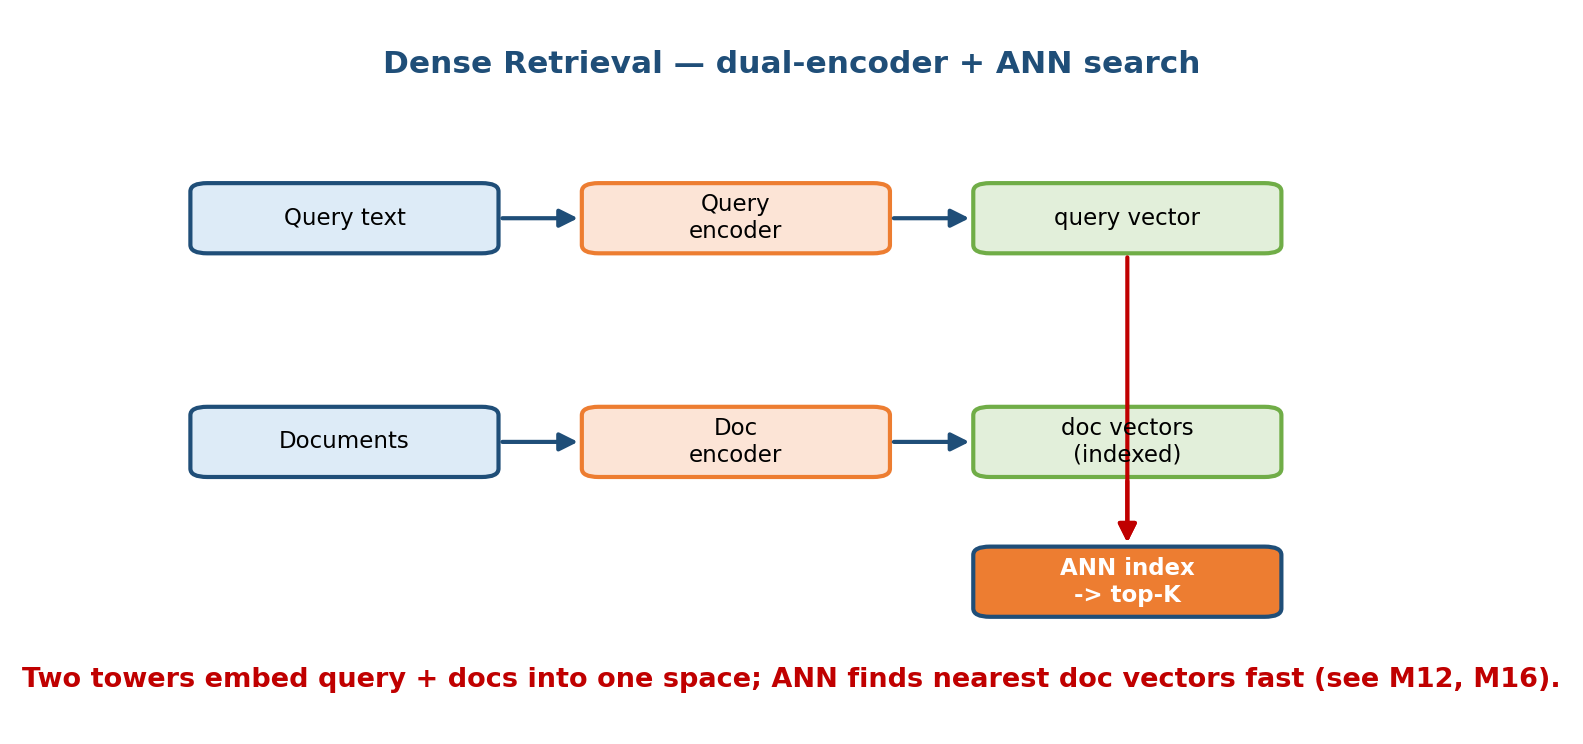 Dense Retrieval — dual-encoder + ANN search
Query text
Query
encoder
query vector
Documents
Doc
encoder
doc vectors
(indexed)
ANN index
-> top-K
Two towers embed query + docs into one space; ANN finds nearest doc vectors fast (see M12, M16).